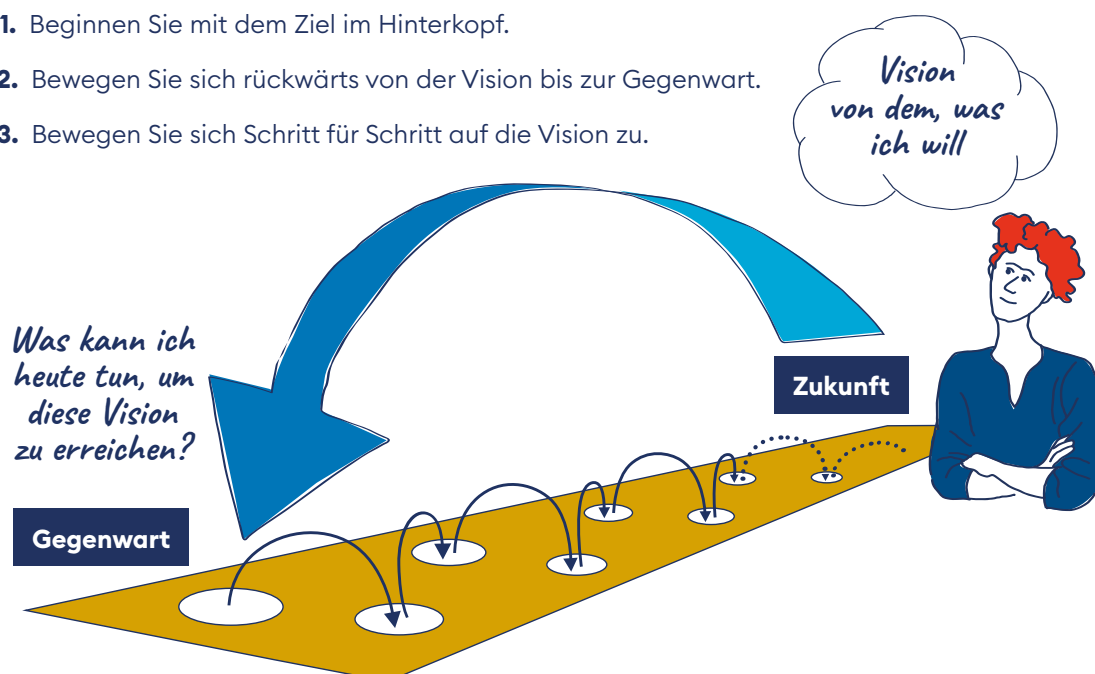 1. Beginnen Sie mit dem Ziel im Hinterkopf.
2. Bewegen Sie sich rückwärts von der Vision bis zur Gegenwart.
3. Bewegen Sie sich Schritt für Schritt auf die Vision zu.
Vision
von dem, was
ich will
Was kann ich
heute tun, um
diese Vision
zu erreichen?
Zukunft
Gegenwart